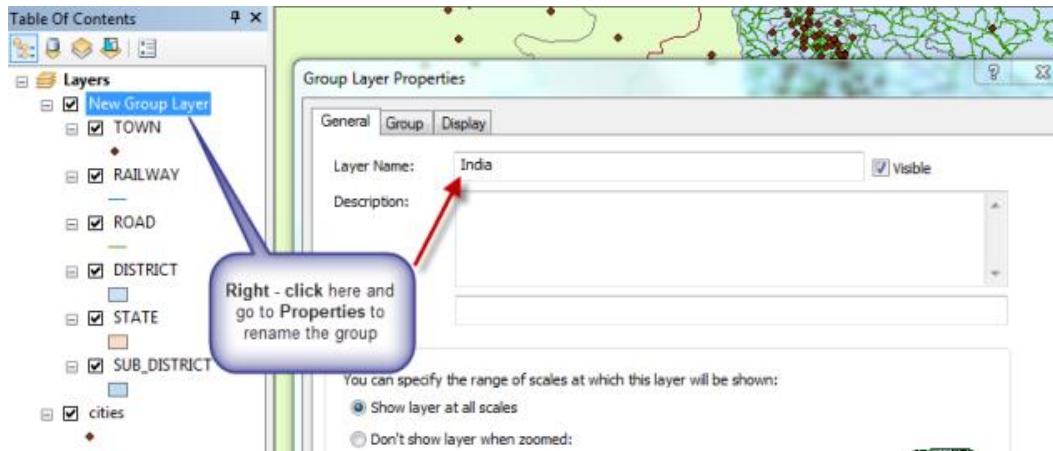 Table Of Contents
Layers
New Group Layer
TOWN
RAILWAY
ROAD
DISTRICT
STATE
SUB_DISTRICT
cities
Right - click here and
go to Properties to
rename the group
Group Layer Properties
General Group Display
Layer Name: India Visible
Description:
You can specify the range of scales at which this layer will be shown:
Show layer at all scales
Don't show layer when zoomed: